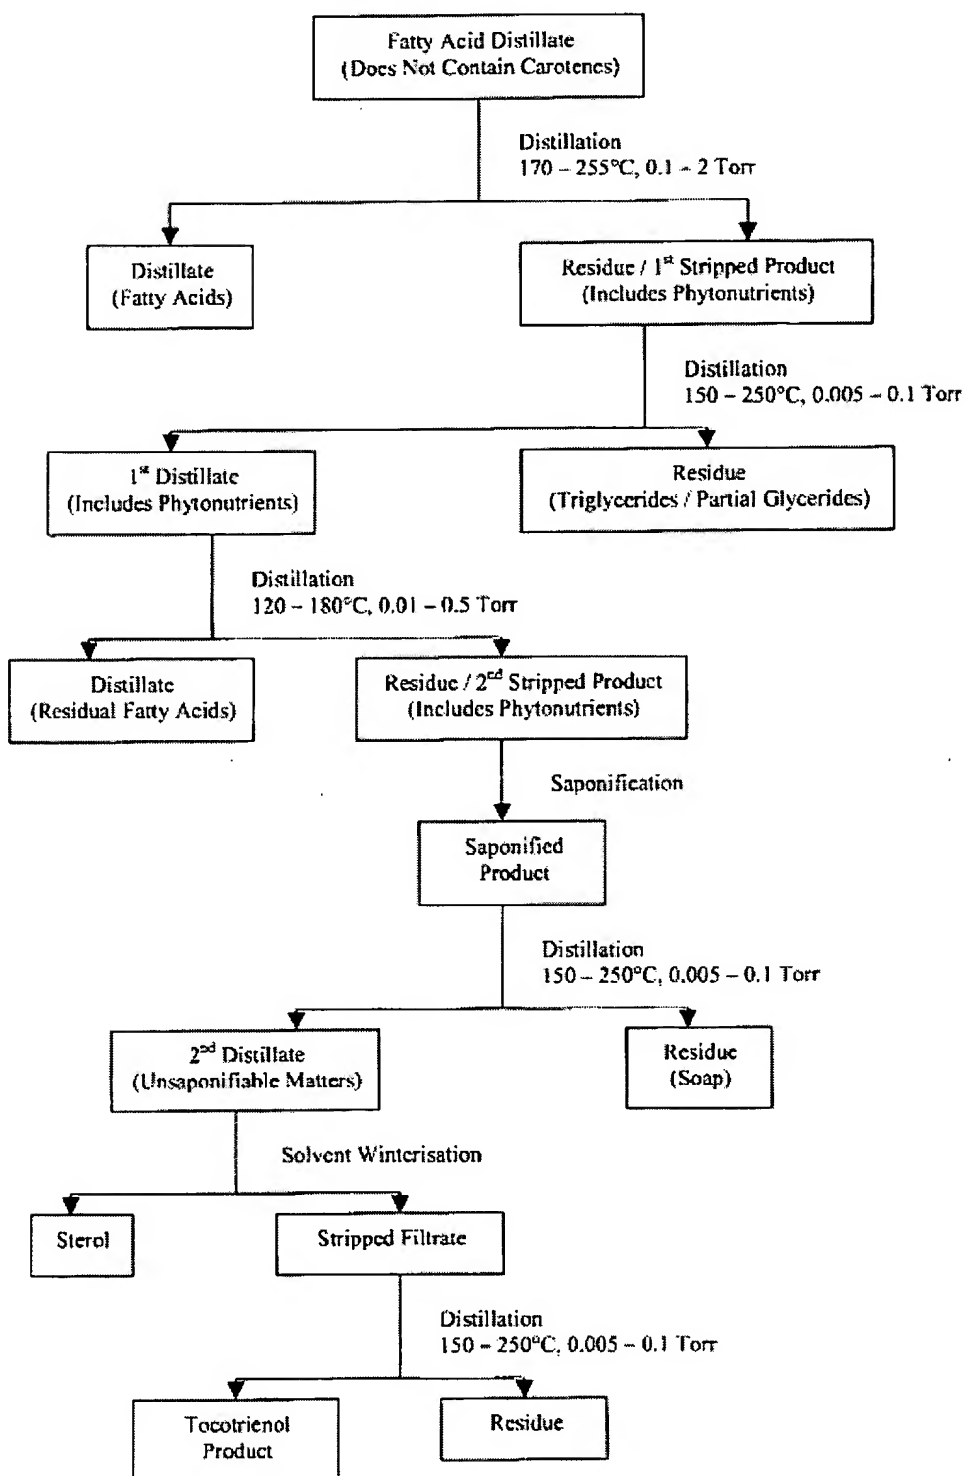 Fatty Acid Distillate
(Does Not Contain Carotenes)
Distillation
170 – 255°C, 0.1 – 2 Torr
Distillate
(Fatty Acids)
Residue / 1st Stripped Product
(Includes Phytonutrients)
Distillation
150 – 250°C, 0.005 – 0.1 Torr
1st Distillate
(Includes Phytonutrients)
Residue
(Triglycerides / Partial Glycerides)
Distillation
120 – 180°C, 0.01 – 0.5 Torr
Distillate
(Residual Fatty Acids)
Residue / 2nd Stripped Product
(Includes Phytonutrients)
Saponification
Saponified
Product
Distillation
150 – 250°C, 0.005 – 0.1 Torr
2nd Distillate
(Unsaponifiable Matters)
Residue
(Soap)
Solvent Winterisation
Sterol
Stripped Filtrate
Distillation
150 – 250°C, 0.005 – 0.1 Torr
Tocotrienol
Product
Residue